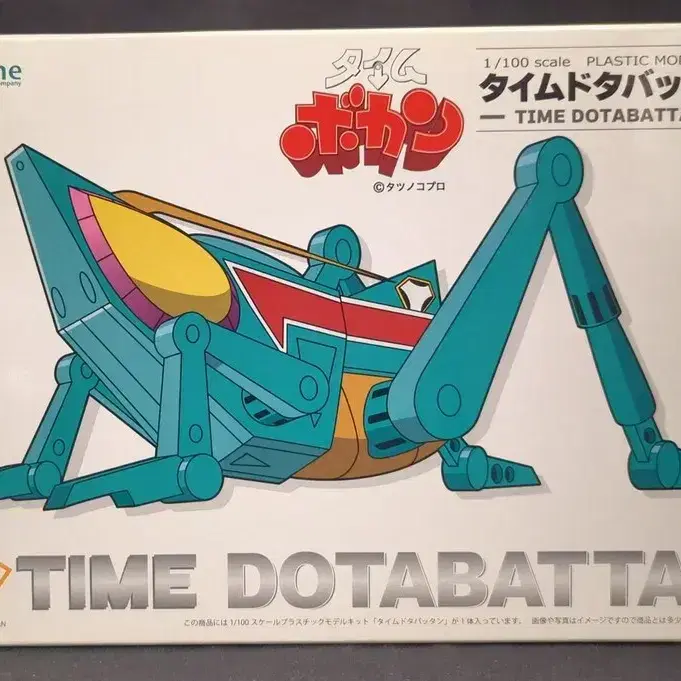 ne
company
タイム
ボカン
©タツノコプロ
1/100 scale PLASTIC MO
タイムドタバッ
TIME DOTABATTA
TIME DOTABATTA
この商品には 1/100 スケールプラスチックモデルキット「タイムドタバッタン」が1体入っています。 画像や写真はイメージですので商品とは多少